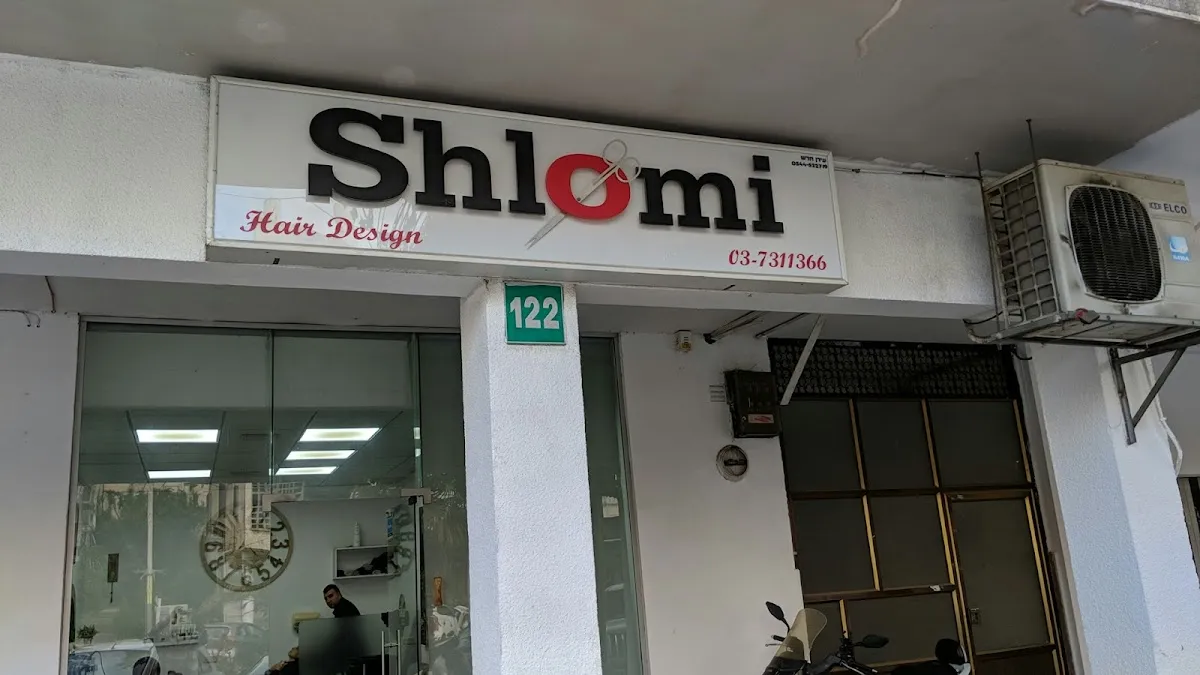 Shlomi
Hair Design
03-7311366
122
ELCO